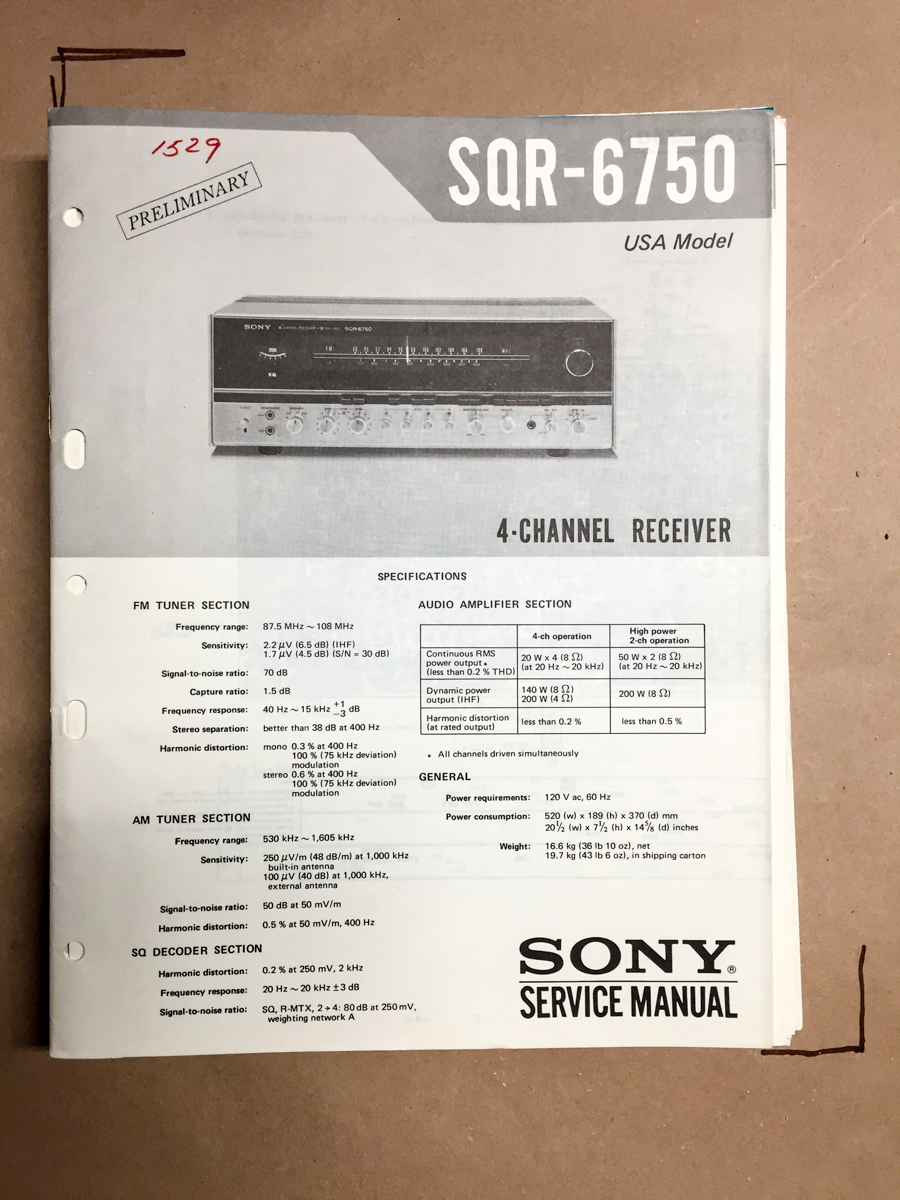 1529
PRELIMINARY
SQR-6750
USA Model
SONY SQR-6750
FM
MHz
SQ
4-CHANNEL RECEIVER
SPECIFICATIONS
FM TUNER SECTION
Frequency range: 87.5 MHz ~ 108 MHz
Sensitivity: 2.2 µV (6.5 dB) (IHF)
1.7 µV (4.5 dB) (S/N = 30 dB)
Signal-to-noise ratio: 70 dB
Capture ratio: 1.5 dB
Frequency response: 40 Hz ~ 15 kHz +1 −3 dB
Stereo separation: better than 38 dB at 400 Hz
Harmonic distortion: mono 0.3 % at 400 Hz
100 % (75 kHz deviation)
modulation
stereo 0.6 % at 400 Hz
100 % (75 kHz deviation)
modulation
AM TUNER SECTION
Frequency range: 530 kHz ~ 1,605 kHz
Sensitivity: 250 µV/m (48 dB/m) at 1,000 kHz
built-in antenna
100 µV (40 dB) at 1,000 kHz,
external antenna
Signal-to-noise ratio: 50 dB at 50 mV/m
Harmonic distortion: 0.5 % at 50 mV/m, 400 Hz
SQ DECODER SECTION
Harmonic distortion: 0.2 % at 250 mV, 2 kHz
Frequency response: 20 Hz ~ 20 kHz ±3 dB
Signal-to-noise ratio: SQ, R-MTX, 2→4: 80 dB at 250 mV,
weighting network A
AUDIO AMPLIFIER SECTION
4-ch operation
High power
2-ch operation
Continuous RMS
power output •
(less than 0.2 % THD)
20 W x 4 (8 Ω)
(at 20 Hz ~ 20 kHz)
50 W x 2 (8 Ω)
(at 20 Hz ~ 20 kHz)
Dynamic power
output (IHF)
140 W (8 Ω)
200 W (4 Ω)
200 W (8 Ω)
Harmonic distortion
(at rated output)
less than 0.2 %
less than 0.5 %
• All channels driven simultaneously
GENERAL
Power requirements: 120 V ac, 60 Hz
Power consumption: 520 (w) x 189 (h) x 370 (d) mm
20 1/2 (w) x 7 1/2 (h) x 14 5/8 (d) inches
Weight: 16.6 kg (36 lb 10 oz), net
19.7 kg (43 lb 6 oz), in shipping carton
SONY®
SERVICE MANUAL